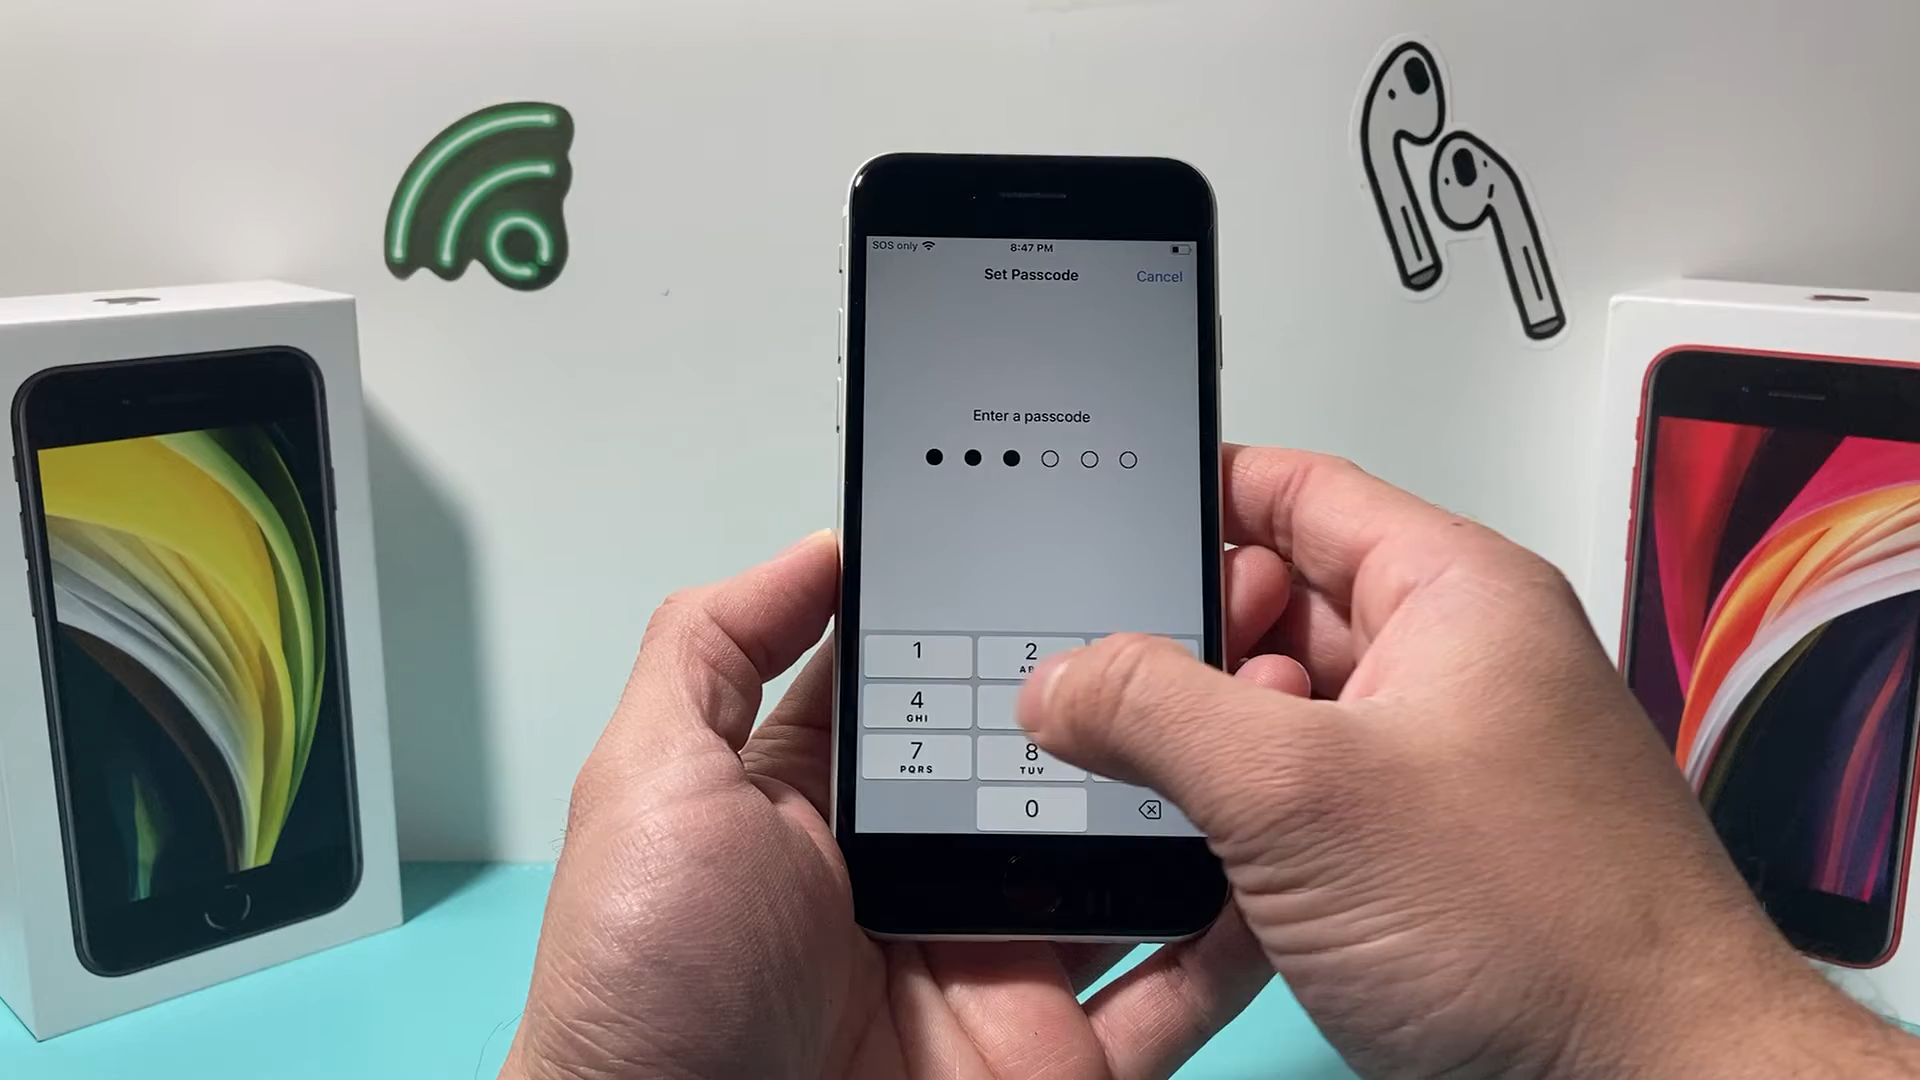 SOS only
8:47 PM
Set Passcode
Cancel
Enter a passcode
1
2
4
GHI
7
PQRS
8
TUV
0